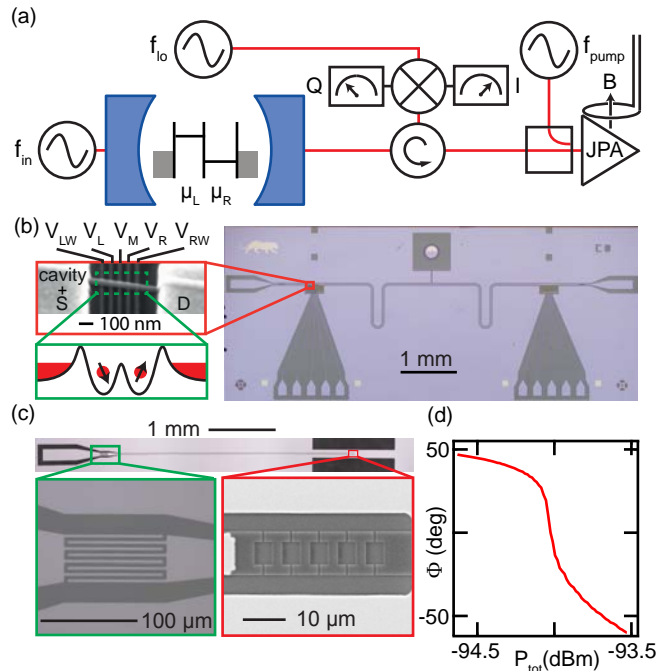 (a)
f_lo
f_pump
B
Q
I
f_in
μ_L μ_R
JPA
(b) V_LW V_L V_M V_R V_RW
cavity
+
S
D
100 nm
1 mm
(c)
1 mm
100 μm
10 μm
(d)
50
Φ (deg)
-50
-94.5 -93.5
P_tot(dBm)